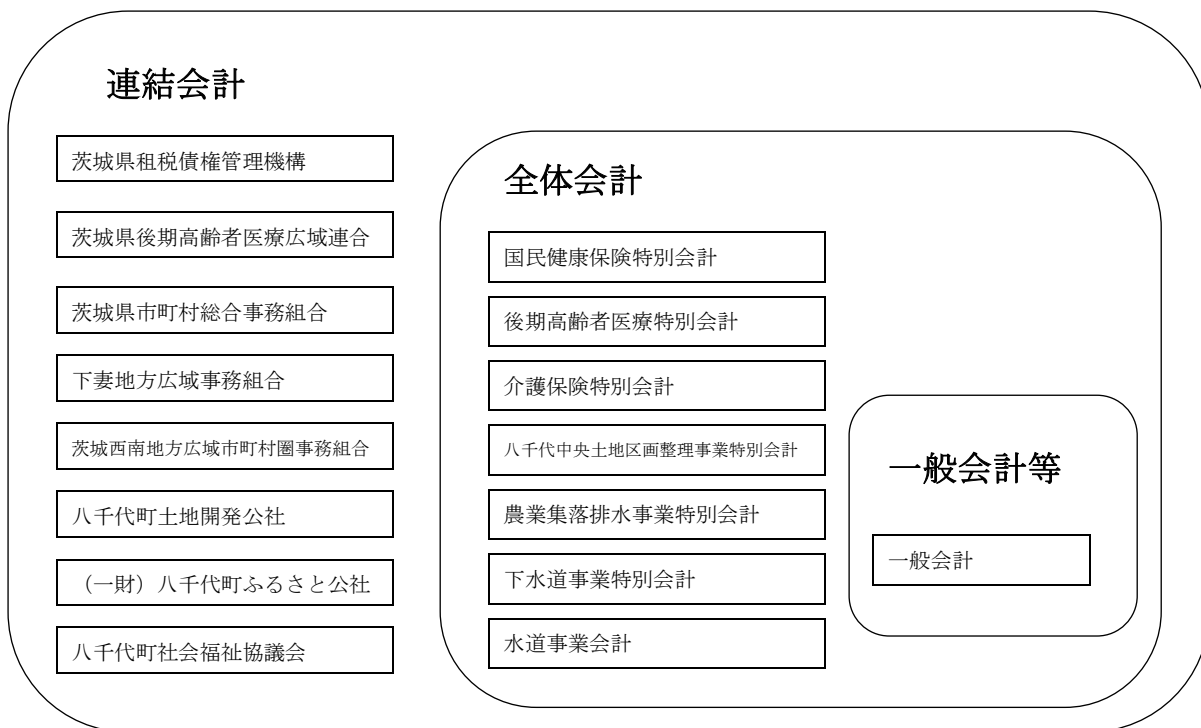 連結会計
茨城県租税債権管理機構
茨城県後期高齢者医療広域連合
茨城県市町村総合事務組合
下妻地方広域事務組合
茨城西南地方広域市町村圏事務組合
八千代町土地開発公社
（一財）八千代町ふるさと公社
八千代町社会福祉協議会
全体会計
国民健康保険特別会計
後期高齢者医療特別会計
介護保険特別会計
八千代中央土地区画整理事業特別会計
農業集落排水事業特別会計
下水道事業特別会計
水道事業会計
一般会計等
一般会計